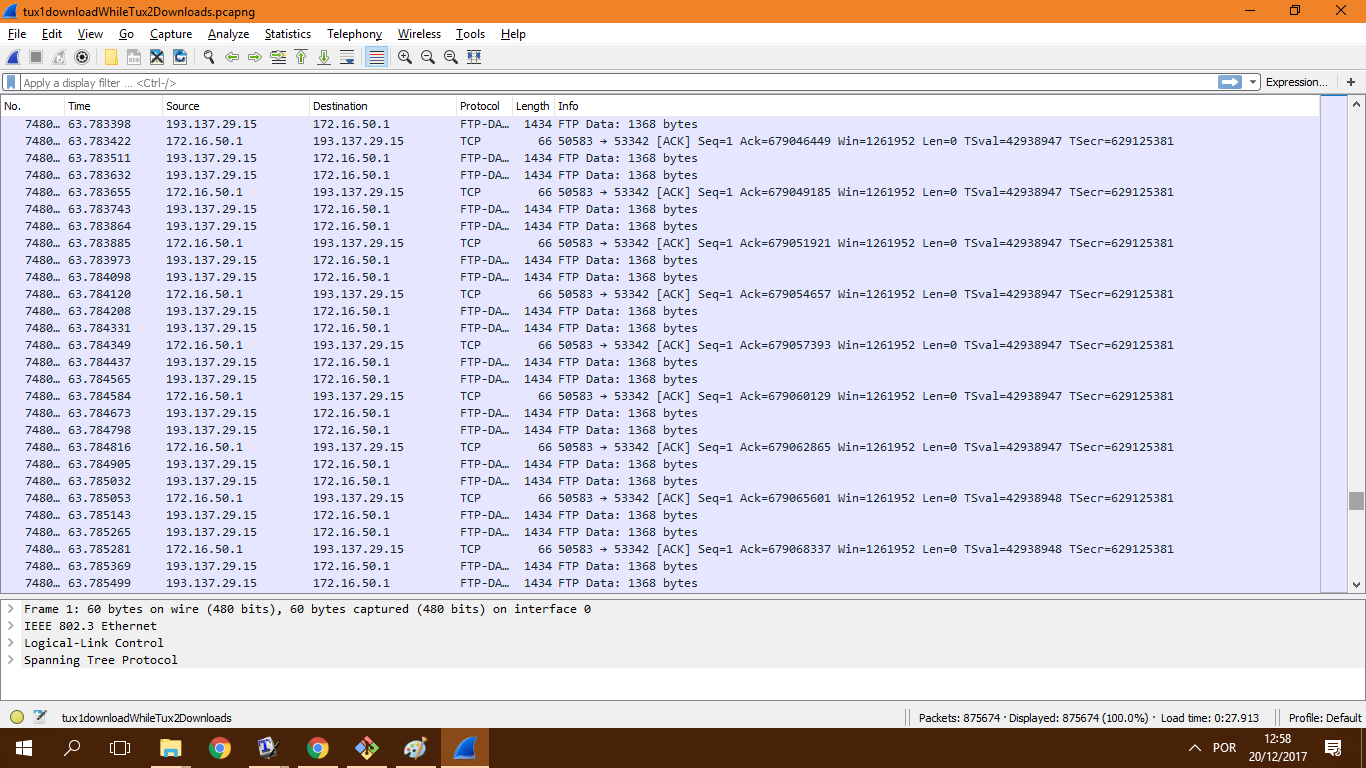 tux1downloadWhileTux2Downloads.pcapng
File Edit View Go Capture Analyze Statistics Telephony Wireless Tools Help
Apply a display filter ... <Ctrl-/> Expression... +
No. Time Source Destination Protocol Length Info
7480… 63.783398 193.137.29.15 172.16.50.1 FTP-DA… 1434 FTP Data: 1368 bytes
7480… 63.783422 172.16.50.1 193.137.29.15 TCP 66 50583 → 53342 [ACK] Seq=1 Ack=679046449 Win=1261952 Len=0 TSval=42938947 TSecr=629125381
7480… 63.783511 193.137.29.15 172.16.50.1 FTP-DA… 1434 FTP Data: 1368 bytes
7480… 63.783632 193.137.29.15 172.16.50.1 FTP-DA… 1434 FTP Data: 1368 bytes
7480… 63.783655 172.16.50.1 193.137.29.15 TCP 66 50583 → 53342 [ACK] Seq=1 Ack=679049185 Win=1261952 Len=0 TSval=42938947 TSecr=629125381
7480… 63.783743 193.137.29.15 172.16.50.1 FTP-DA… 1434 FTP Data: 1368 bytes
7480… 63.783864 193.137.29.15 172.16.50.1 FTP-DA… 1434 FTP Data: 1368 bytes
7480… 63.783885 172.16.50.1 193.137.29.15 TCP 66 50583 → 53342 [ACK] Seq=1 Ack=679051921 Win=1261952 Len=0 TSval=42938947 TSecr=629125381
7480… 63.783973 193.137.29.15 172.16.50.1 FTP-DA… 1434 FTP Data: 1368 bytes
7480… 63.784098 193.137.29.15 172.16.50.1 FTP-DA… 1434 FTP Data: 1368 bytes
7480… 63.784120 172.16.50.1 193.137.29.15 TCP 66 50583 → 53342 [ACK] Seq=1 Ack=679054657 Win=1261952 Len=0 TSval=42938947 TSecr=629125381
7480… 63.784208 193.137.29.15 172.16.50.1 FTP-DA… 1434 FTP Data: 1368 bytes
7480… 63.784331 193.137.29.15 172.16.50.1 FTP-DA… 1434 FTP Data: 1368 bytes
7480… 63.784349 172.16.50.1 193.137.29.15 TCP 66 50583 → 53342 [ACK] Seq=1 Ack=679057393 Win=1261952 Len=0 TSval=42938947 TSecr=629125381
7480… 63.784437 193.137.29.15 172.16.50.1 FTP-DA… 1434 FTP Data: 1368 bytes
7480… 63.784565 193.137.29.15 172.16.50.1 FTP-DA… 1434 FTP Data: 1368 bytes
7480… 63.784584 172.16.50.1 193.137.29.15 TCP 66 50583 → 53342 [ACK] Seq=1 Ack=679060129 Win=1261952 Len=0 TSval=42938947 TSecr=629125381
7480… 63.784673 193.137.29.15 172.16.50.1 FTP-DA… 1434 FTP Data: 1368 bytes
7480… 63.784798 193.137.29.15 172.16.50.1 FTP-DA… 1434 FTP Data: 1368 bytes
7480… 63.784816 172.16.50.1 193.137.29.15 TCP 66 50583 → 53342 [ACK] Seq=1 Ack=679062865 Win=1261952 Len=0 TSval=42938947 TSecr=629125381
7480… 63.784905 193.137.29.15 172.16.50.1 FTP-DA… 1434 FTP Data: 1368 bytes
7480… 63.785032 193.137.29.15 172.16.50.1 FTP-DA… 1434 FTP Data: 1368 bytes
7480… 63.785053 172.16.50.1 193.137.29.15 TCP 66 50583 → 53342 [ACK] Seq=1 Ack=679065601 Win=1261952 Len=0 TSval=42938948 TSecr=629125381
7480… 63.785143 193.137.29.15 172.16.50.1 FTP-DA… 1434 FTP Data: 1368 bytes
7480… 63.785265 193.137.29.15 172.16.50.1 FTP-DA… 1434 FTP Data: 1368 bytes
7480… 63.785281 172.16.50.1 193.137.29.15 TCP 66 50583 → 53342 [ACK] Seq=1 Ack=679068337 Win=1261952 Len=0 TSval=42938948 TSecr=629125381
7480… 63.785369 193.137.29.15 172.16.50.1 FTP-DA… 1434 FTP Data: 1368 bytes
7480… 63.785499 193.137.29.15 172.16.50.1 FTP-DA… 1434 FTP Data: 1368 bytes
Frame 1: 60 bytes on wire (480 bits), 60 bytes captured (480 bits) on interface 0
IEEE 802.3 Ethernet
Logical-Link Control
Spanning Tree Protocol
tux1downloadWhileTux2Downloads Packets: 875674 · Displayed: 875674 (100.0%) · Load time: 0:27.913 Profile: Default
POR 12:58
20/12/2017